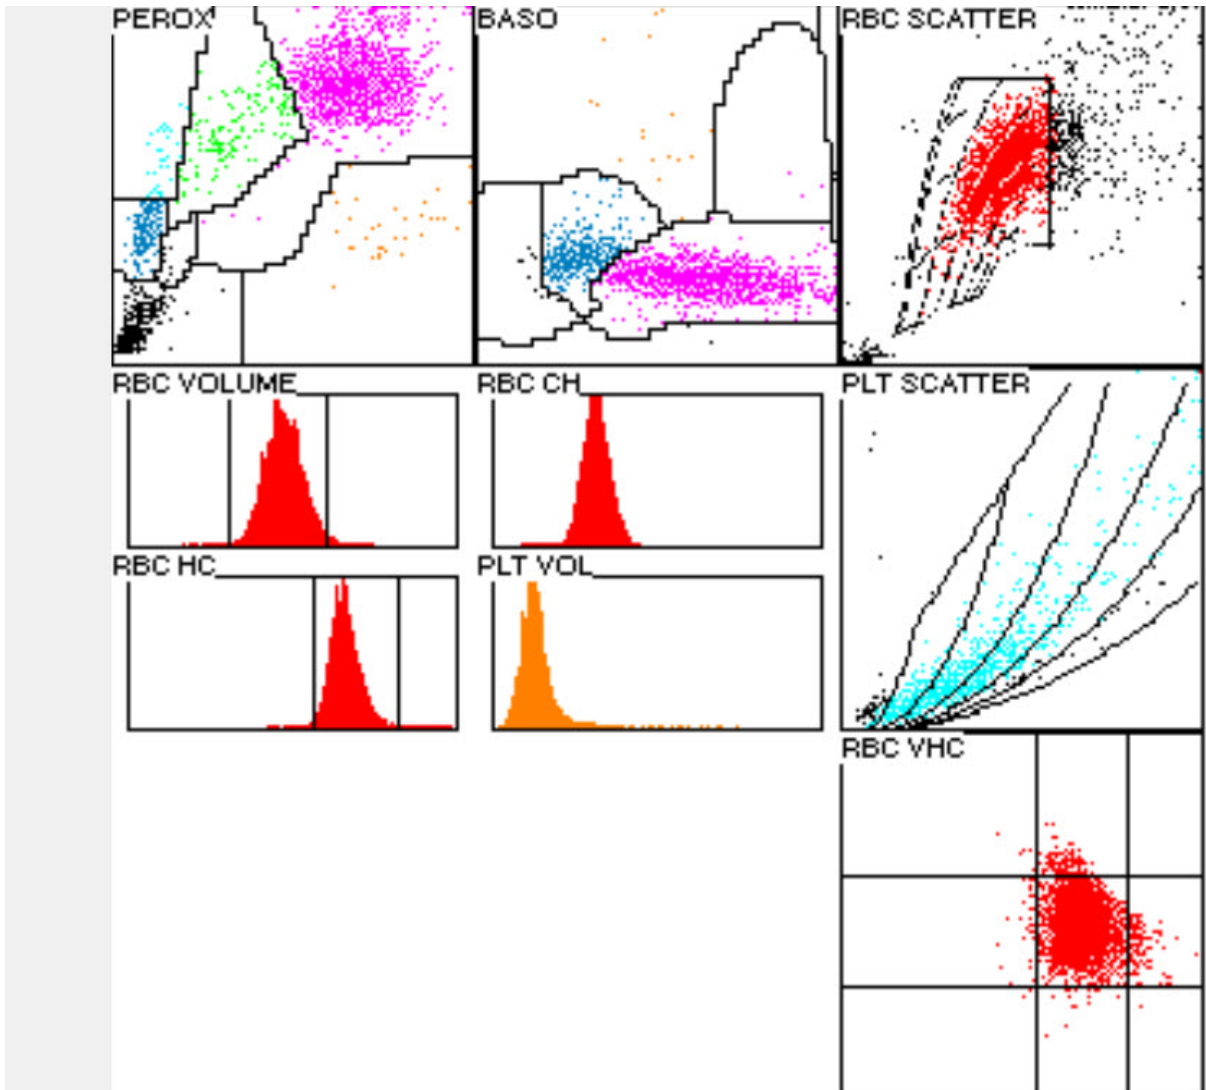 PEROX
BASO
RBC SCATTER
RBC VOLUME
RBC CH
PLT SCATTER
RBC HC
PLT VOL
RBC VHC